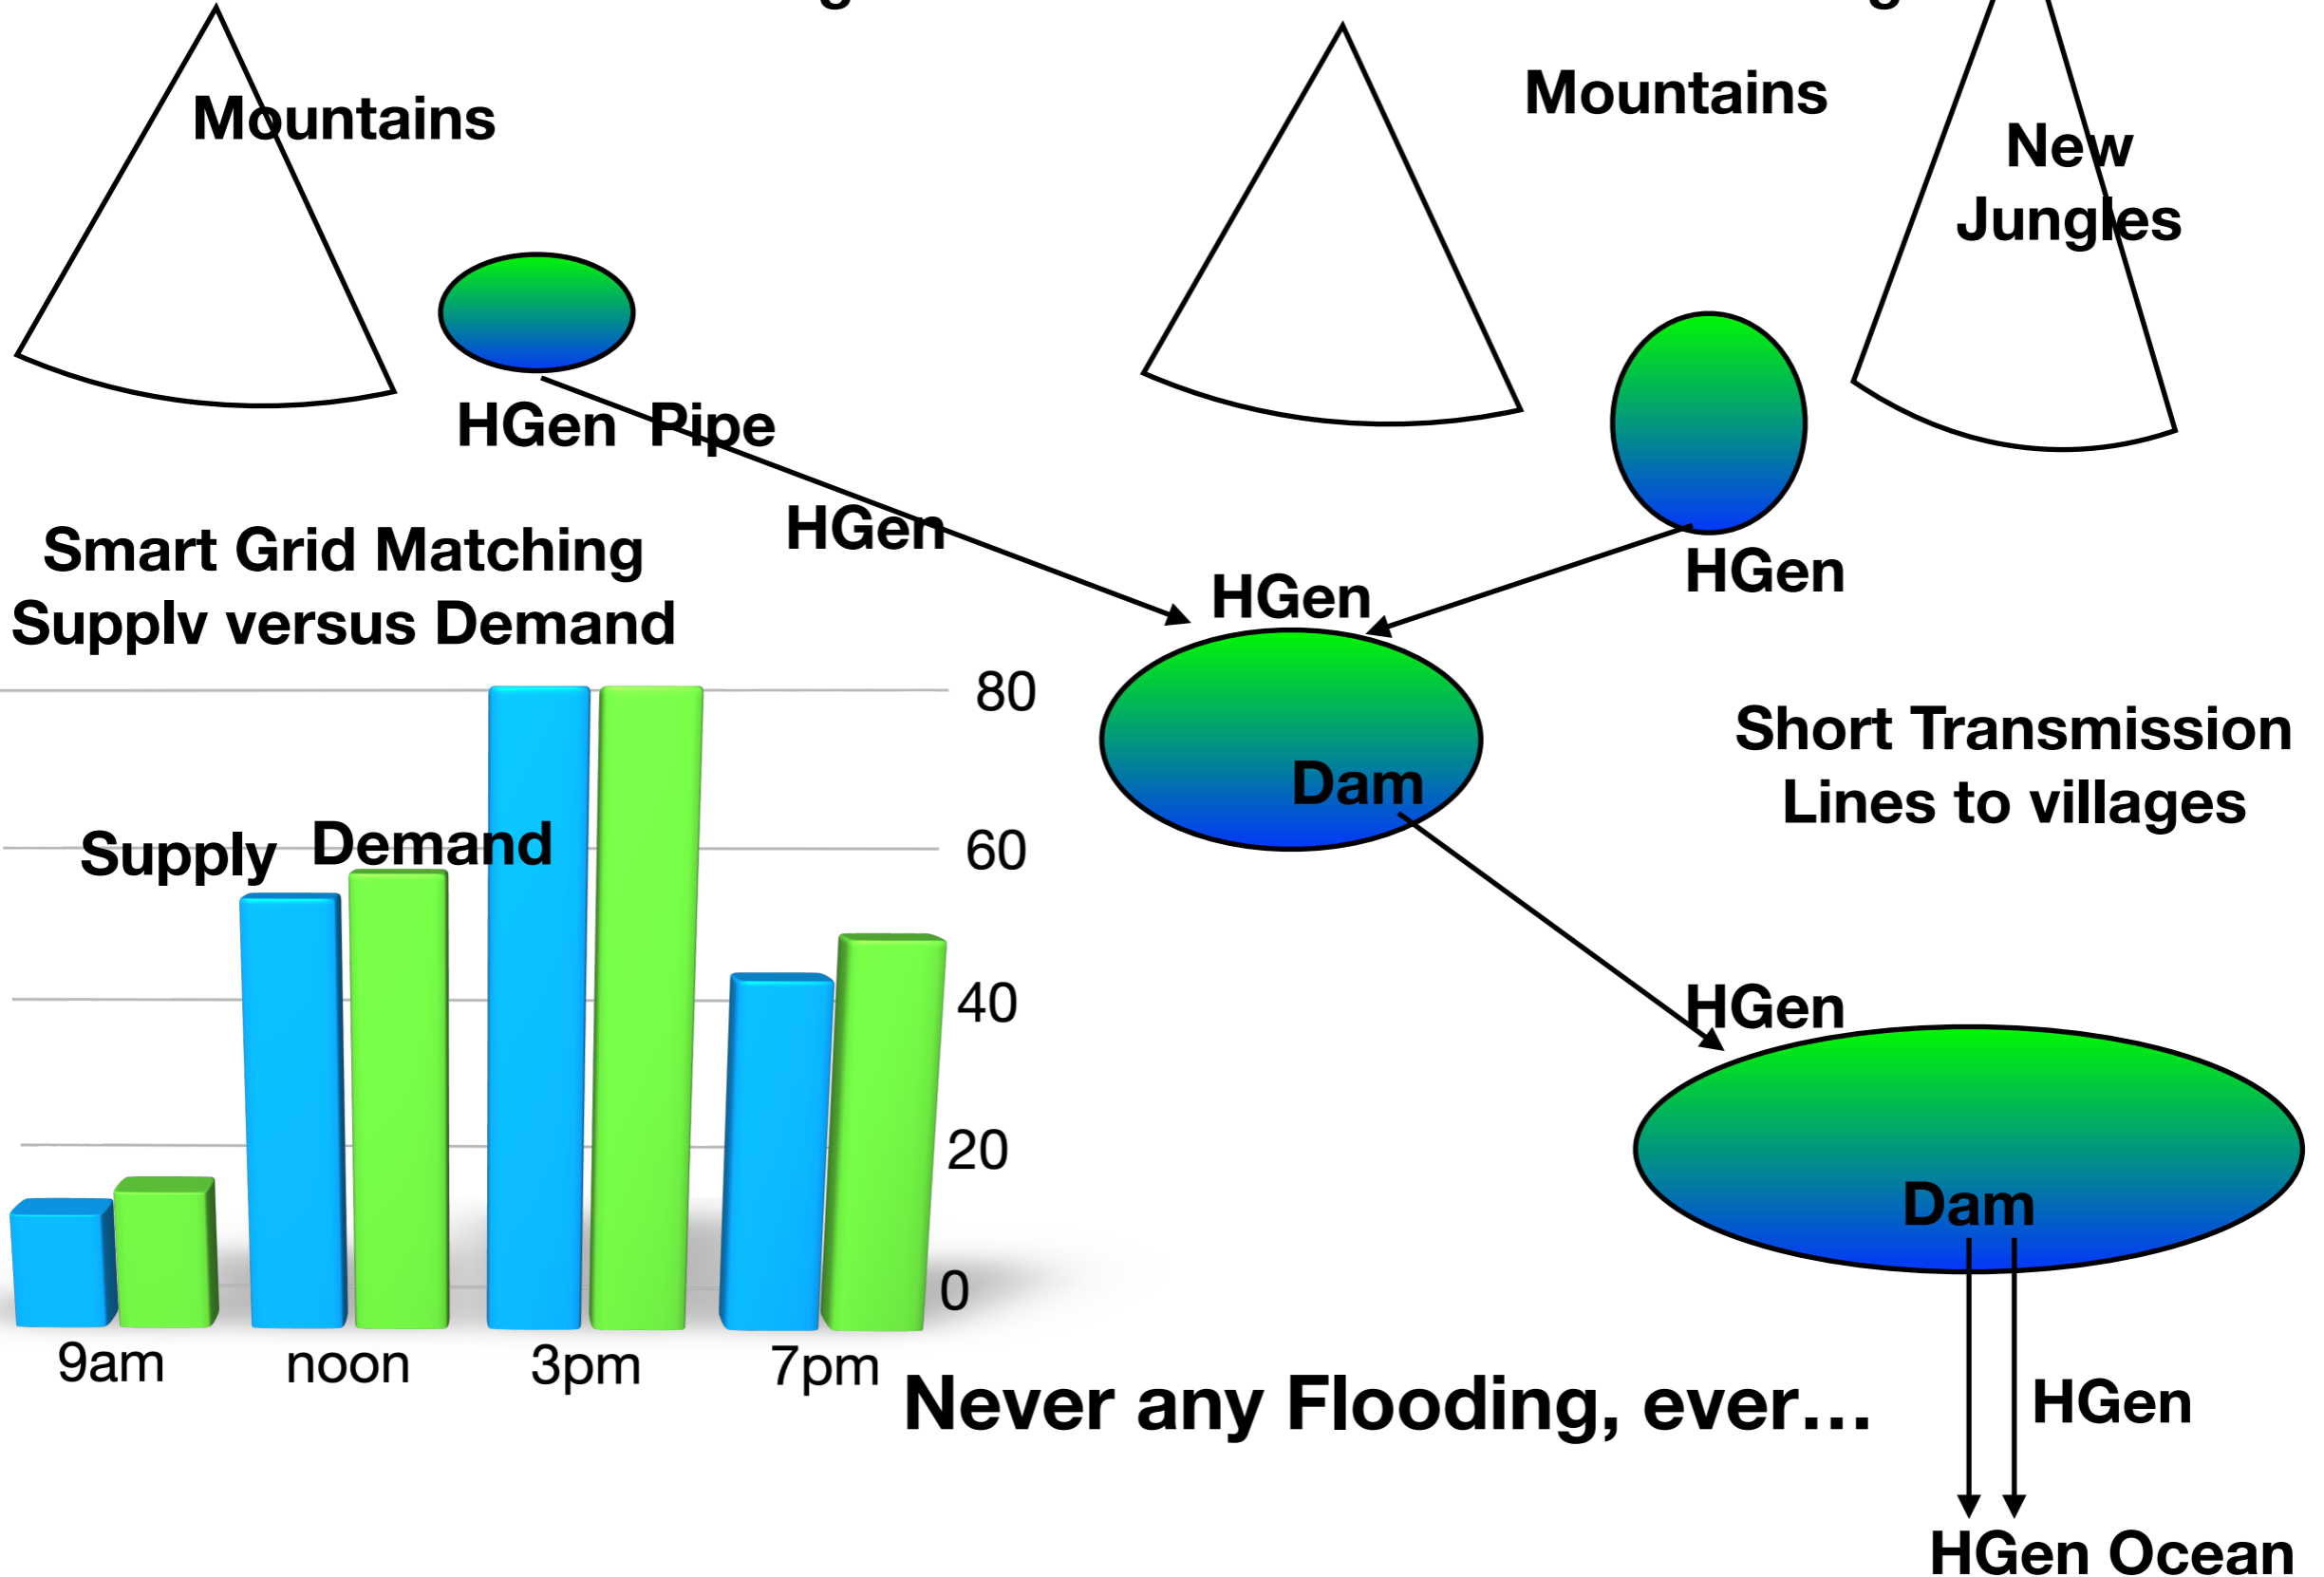 Mountains
Mountains
New
Jungles
HGen Pipe
HGen
HGen
HGen
Smart Grid Matching
Supply versus Demand
80
Short Transmission
Lines to villages
Dam
Supply
Demand
60
40
HGen
20
Dam
0
9am
noon
3pm
7pm
Never any Flooding, ever...
HGen
HGen Ocean